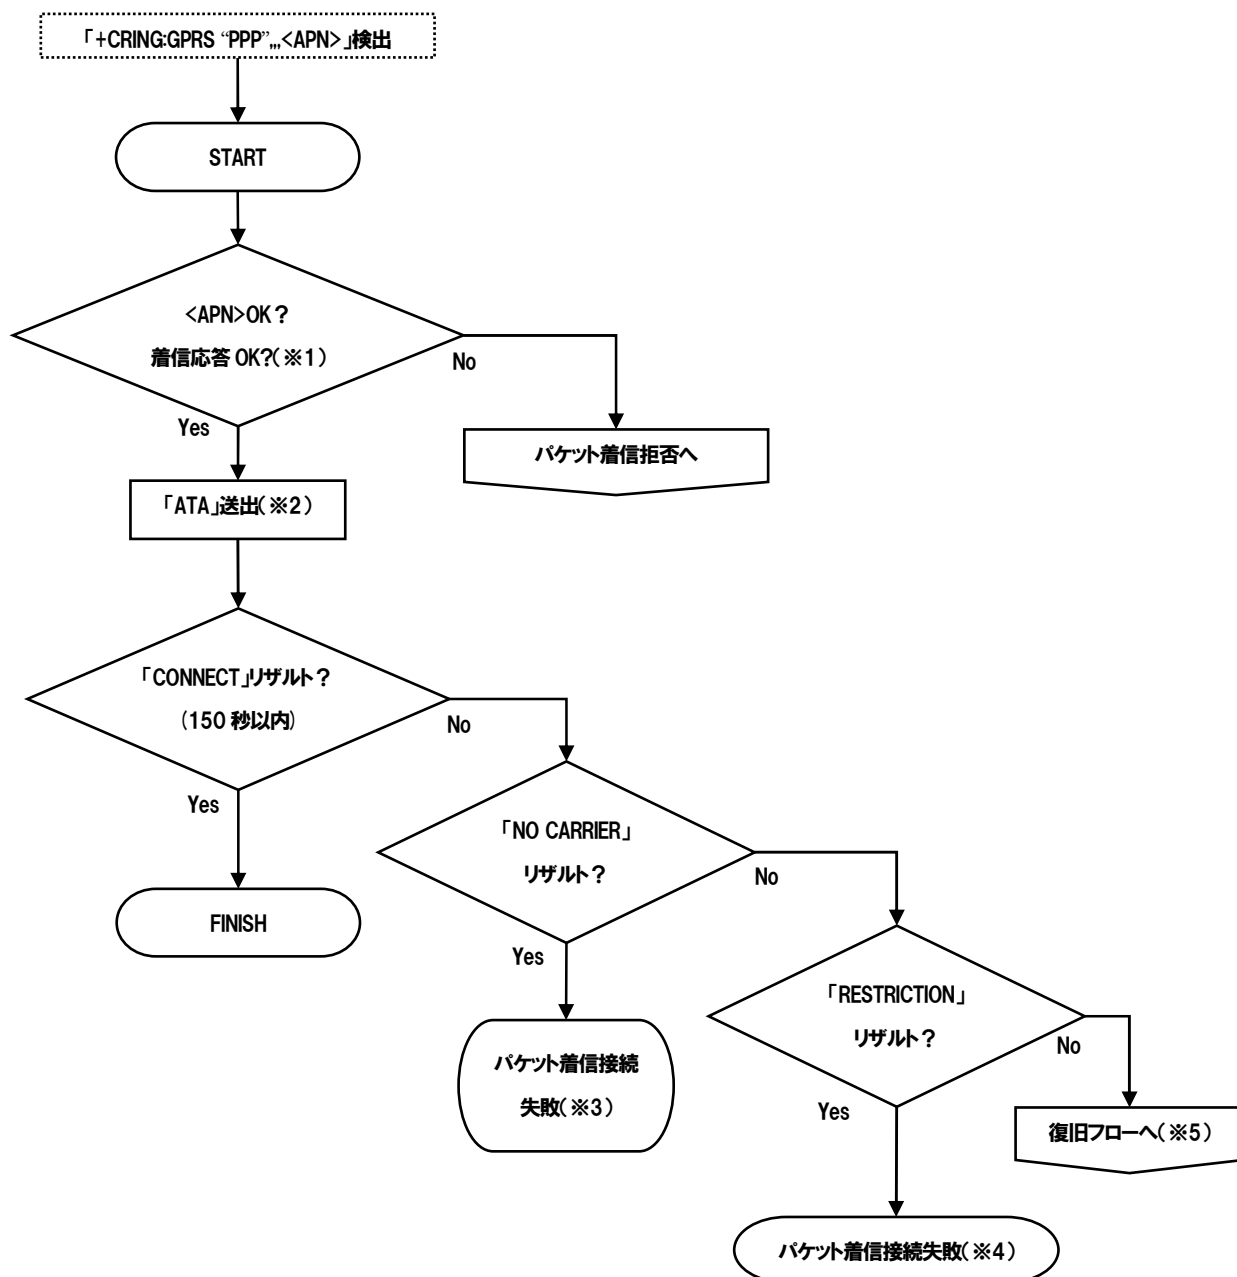 「+CRING:GPRS “PPP”,,,<APN>」検出
START
<APN>OK?
着信応答 OK?(※1)
No
Yes
パケット着信拒否へ
「ATA」送出(※2)
「CONNECT」リザルト?
(150 秒以内)
No
Yes
「NO CARRIER」
リザルト?
No
FINISH
Yes
「RESTRICTION」
リザルト?
No
パケット着信接続
失敗(※3)
Yes
復旧フローへ(※5)
パケット着信接続失敗(※4)